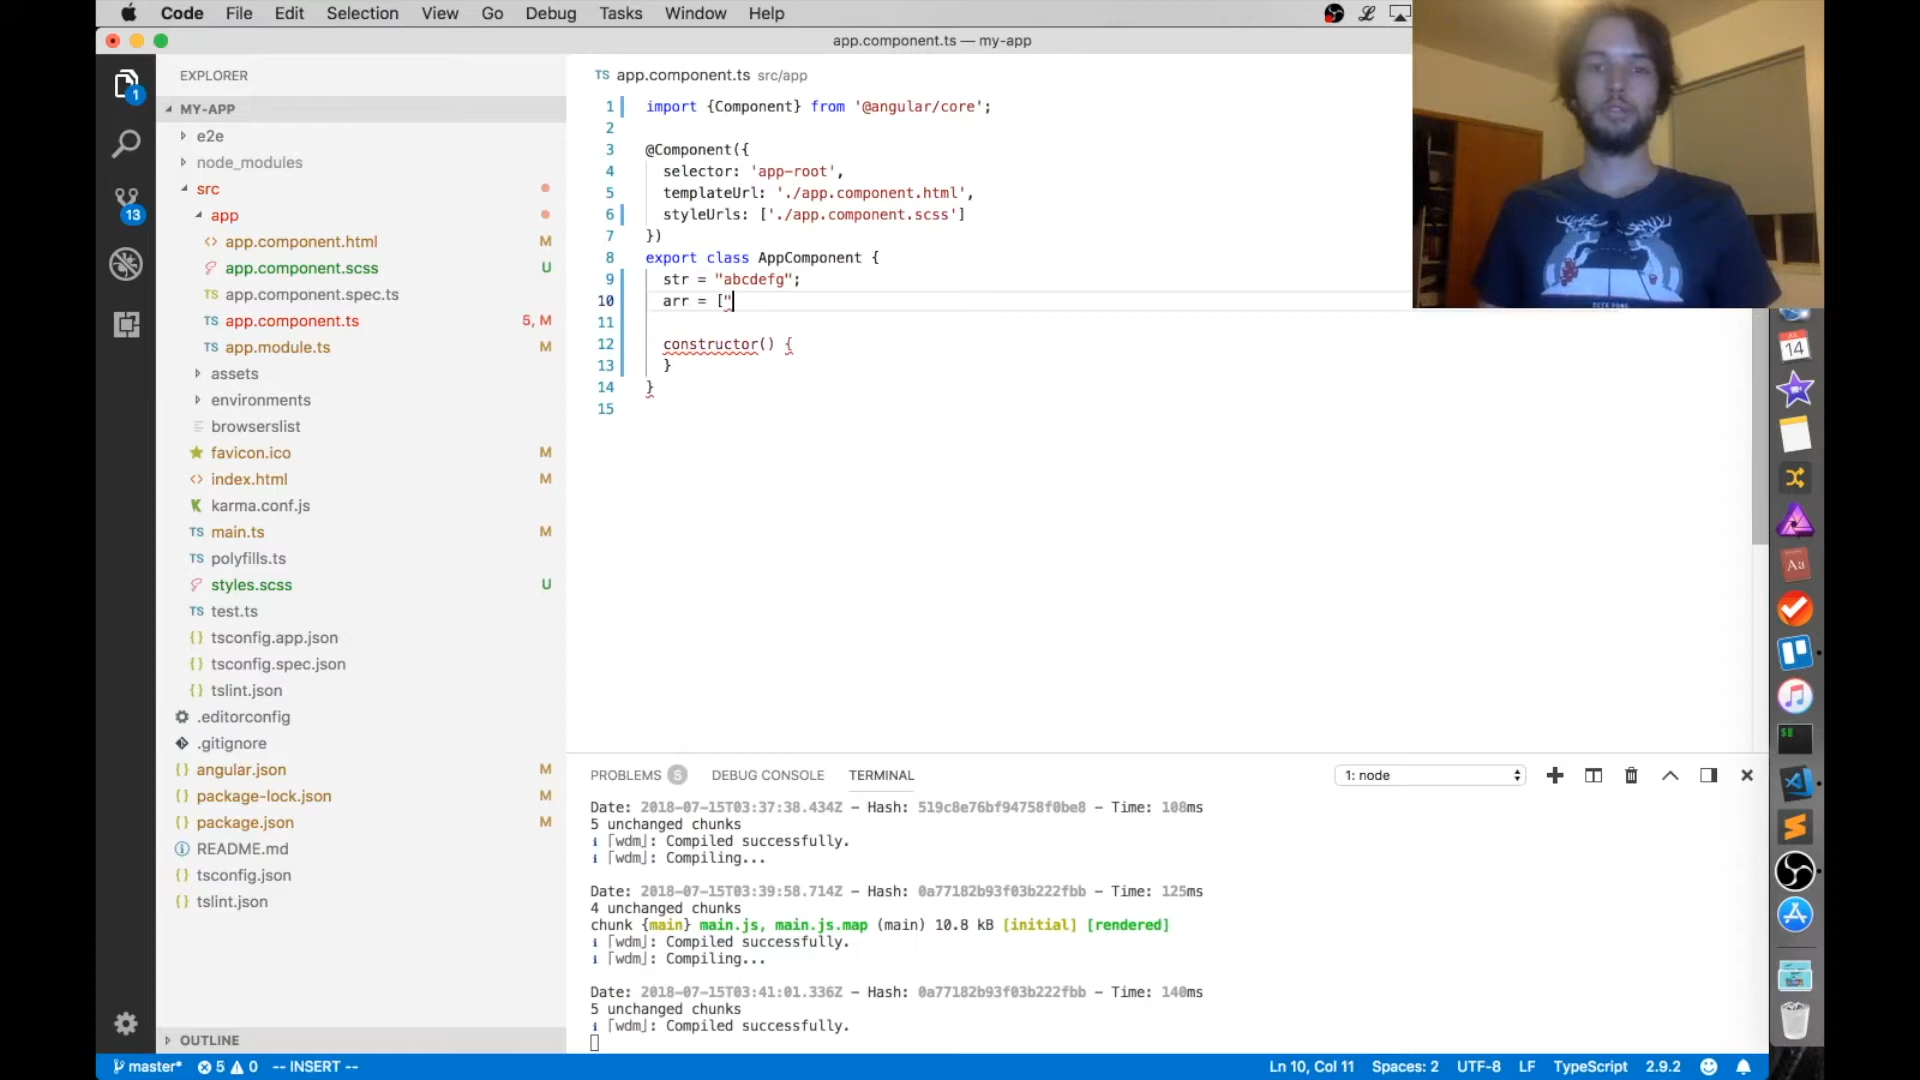 Code File Edit Selection View Go Debug Tasks Window Help
app.component.ts — my-app
EXPLORER
MY-APP
e2e
node_modules
src
app
app.component.html M
app.component.scss U
app.component.spec.ts
app.component.ts 5, M
app.module.ts M
assets
environments
browserslist
favicon.ico M
index.html M
karma.conf.js
main.ts M
polyfills.ts
styles.scss U
test.ts
tsconfig.app.json
tsconfig.spec.json
tslint.json
.editorconfig
.gitignore
angular.json M
package-lock.json M
package.json M
README.md
tsconfig.json
tslint.json
OUTLINE
1
13
TS app.component.ts src/app
1 import {Component} from '@angular/core';
2
3 @Component({
4 selector: 'app-root',
5 templateUrl: './app.component.html',
6 styleUrls: ['./app.component.scss']
7 })
8 export class AppComponent {
9 str = "abcdefg";
10 arr = ["
11
12 constructor() {
13 }
14 }
15
PROBLEMS 5 DEBUG CONSOLE TERMINAL 1: node
Date: 2018-07-15T03:37:38.434Z - Hash: 519c8e76bf94758f0be8 - Time: 108ms
5 unchanged chunks
ℹ ｢wdm｣: Compiled successfully.
ℹ ｢wdm｣: Compiling...
Date: 2018-07-15T03:39:58.714Z - Hash: 0a77182b93f03b222fbb - Time: 125ms
4 unchanged chunks
chunk {main} main.js, main.js.map (main) 10.8 kB [initial] [rendered]
ℹ ｢wdm｣: Compiled successfully.
ℹ ｢wdm｣: Compiling...
Date: 2018-07-15T03:41:01.336Z - Hash: 0a77182b93f03b222fbb - Time: 140ms
5 unchanged chunks
ℹ ｢wdm｣: Compiled successfully.
master* 5 0 -- INSERT -- Ln 10, Col 11 Spaces: 2 UTF-8 LF TypeScript 2.9.2
14
Aa